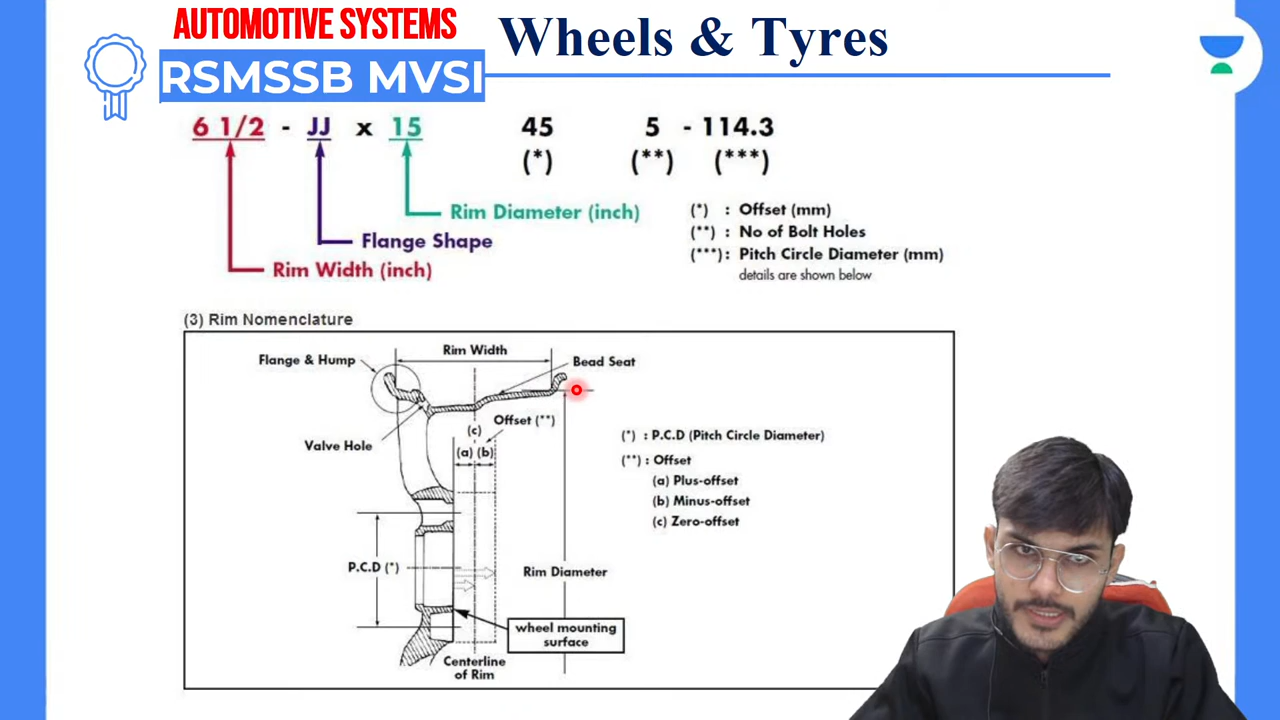 AUTOMOTIVE SYSTEMS
RSMSSB MVSI
Wheels & Tyres
6 1/2 - JJ x 15 45 5 - 114.3
(*) (**) (***)
Rim Diameter (inch)
Flange Shape
Rim Width (inch)
(*) : Offset (mm)
(**) : No of Bolt Holes
(***) : Pitch Circle Diameter (mm)
details are shown below
(3) Rim Nomenclature
Rim Width
Flange & Hump
Bead Seat
Offset (**)
(c)
Valve Hole
(a) (b)
(*) : P.C.D (Pitch Circle Diameter)
(**) : Offset
(a) Plus-offset
(b) Minus-offset
(c) Zero-offset
P.C.D (*)
Rim Diameter
wheel mounting
surface
Centerline
of Rim